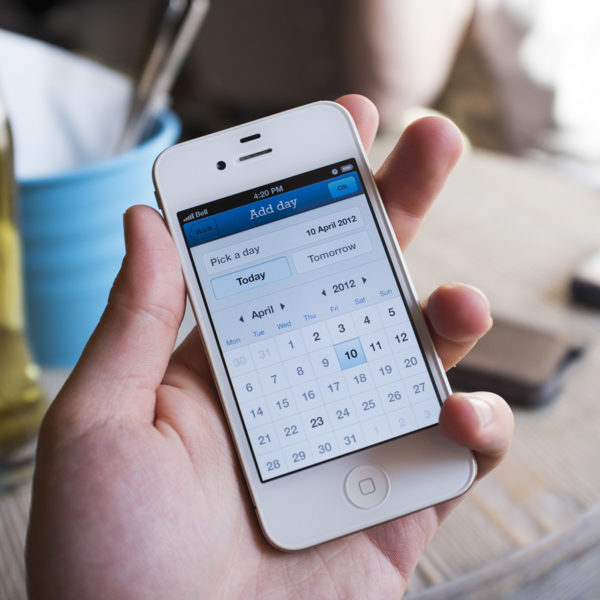 Bell 4:20 PM
Back Add day OK
Pick a day 10 April 2012
Today Tomorrow
April 2012
Mon Tue Wed Thu Fri Sat Sun
30 31 1 2 3 4 5
6 7 8 9 10 11 12
14 15 16 17 18 19 20
21 22 23 24 25 26 27
28 29 30 31 1 2 3